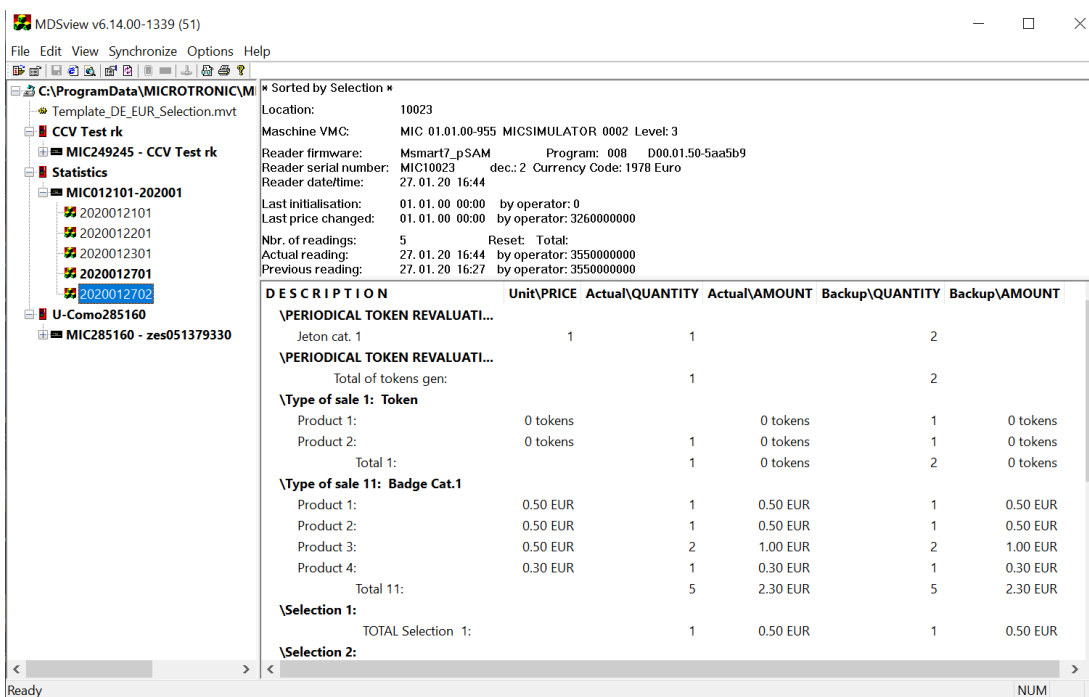 MDSview v6.14.00-1339 (51)
File Edit View Synchronize Options Help
C:\ProgramData\MICROTRONIC\M
Template_DE_EUR_Selection.mvt
CCV Test rk
MIC249245 - CCV Test rk
Statistics
MIC012101-202001
2020012101
2020012201
2020012301
2020012701
2020012702
U-Como285160
MIC285160 - zes051379330
* Sorted by Selection *
Location: 10023
Maschine VMC: MIC 01.01.00-955 MICSIMULATOR 0002 Level: 3
Reader firmware: Msmart7_pSAM Program: 008 D00.01.50-5aa5b9
Reader serial number: MIC10023 dec.: 2 Currency Code: 1978 Euro
Reader date/time: 27.01.20 16:44
Last initialisation: 01.01.00 00:00 by operator: 0
Last price changed: 01.01.00 00:00 by operator: 3260000000
Nbr. of readings: 5 Reset: Total:
Actual reading: 27.01.20 16:44 by operator: 3550000000
Previous reading: 27.01.20 16:27 by operator: 3550000000
DESCRIPTION Unit\PRICE Actual\QUANTITY Actual\AMOUNT Backup\QUANTITY Backup\AMOUNT
\PERIODICAL TOKEN REVALUATI...
Jeton cat. 1 1 1 2
\PERIODICAL TOKEN REVALUATI...
Total of tokens gen: 1 2
\Type of sale 1: Token
Product 1: 0 tokens 0 tokens 1 0 tokens
Product 2: 0 tokens 1 0 tokens 1 0 tokens
Total 1: 1 0 tokens 2 0 tokens
\Type of sale 11: Badge Cat.1
Product 1: 0.50 EUR 1 0.50 EUR 1 0.50 EUR
Product 2: 0.50 EUR 1 0.50 EUR 1 0.50 EUR
Product 3: 0.50 EUR 2 1.00 EUR 2 1.00 EUR
Product 4: 0.30 EUR 1 0.30 EUR 1 0.30 EUR
Total 11: 5 2.30 EUR 5 2.30 EUR
\Selection 1:
TOTAL Selection 1: 1 0.50 EUR 1 0.50 EUR
\Selection 2:
Ready NUM